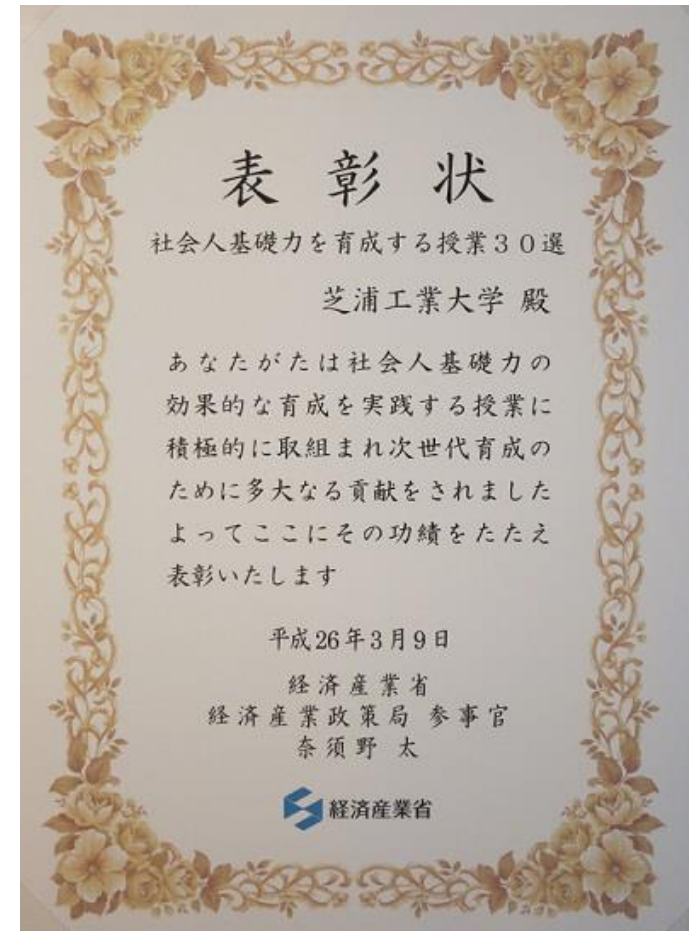 表彰状
社会人基礎力を育成する授業30選
芝浦工業大学 殿
あなたがたは社会人基礎力の
効果的な育成を実践する授業に
積極的に取組まれ次世代育成の
ために多大なる貢献をされました
よってここにその功績をたたえ
表彰いたします
平成26年3月9日
経済産業省
経済産業政策局 参事官
奈須野 太
経済産業省